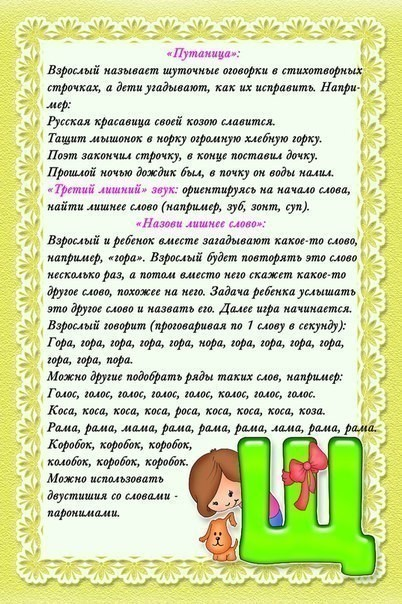 «Путаница»:
Взрослый называет шуточные оговорки в стихотворных
строчках, а дети угадывают, как их исправить. Напри-
мер:
Русская красавица своей козою славится.
Тащит мышонок в норку огромную хлебную горку.
Поэт закончил строчку, в конце поставил дочку.
Прошлой ночью дождик был, в почку он воды налил.
«Третий лишний» звук: ориентируясь на начало слова,
найти лишнее слово (например, зуб, зонт, суп).
«Назови лишнее слово»:
Взрослый и ребенок вместе загадывают какое-то слово,
например, «гора». Взрослый будет повторять это слово
несколько раз, а потом вместо него скажет какое-то
другое слово, похожее на него. Задача ребенка услышать
это другое слово и назвать его. Далее игра начинается.
Взрослый говорит (проговаривая по 1 слову в секунду):
Гора, гора, гора, гора, гора, нора, гора, гора, гора, гора,
гора, гора, пора.
Можно другие подобрать ряды таких слов, например:
Голос, голос, голос, голос, голос, колос, голос, голос.
Коса, коса, коса, коса, роса, коса, коса, коса, коза.
Рама, рама, мама, рама, рама, рама, лама, рама, рама.
Коробок, коробок, коробок,
колобок, коробок, коробок.
Можно использовать
двустишия со словами -
паронимами.
Щ